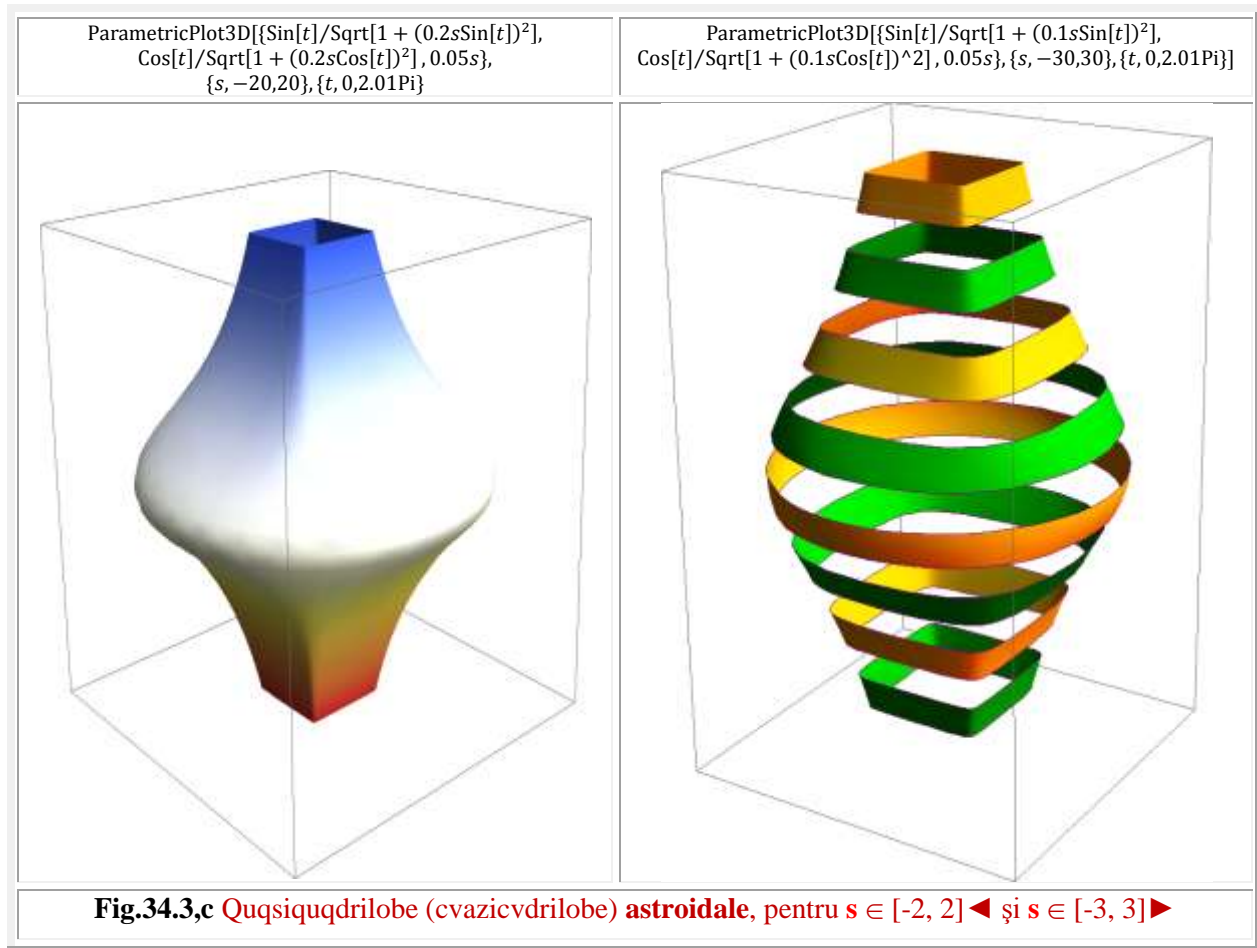 ParametricPlot3D[{Sin[𝑡]/Sqrt[1 + (0.2𝑠Sin[𝑡])²],
Cos[𝑡]/Sqrt[1 + (0.2𝑠Cos[𝑡])²] , 0.05𝑠},
{𝑠, −20,20}, {𝑡, 0,2.01Pi}
ParametricPlot3D[{Sin[𝑡]/Sqrt[1 + (0.1𝑠Sin[𝑡])²],
Cos[𝑡]/Sqrt[1 + (0.1𝑠Cos[𝑡])^2] , 0.05𝑠}, {𝑠, −30,30}, {𝑡, 0,2.01Pi}]
Fig.34.3,c Quqsiquqdrilobe (cvazicvdrilobe) astroidale, pentru s ∈ [-2, 2]◄ şi s ∈ [-3, 3]►